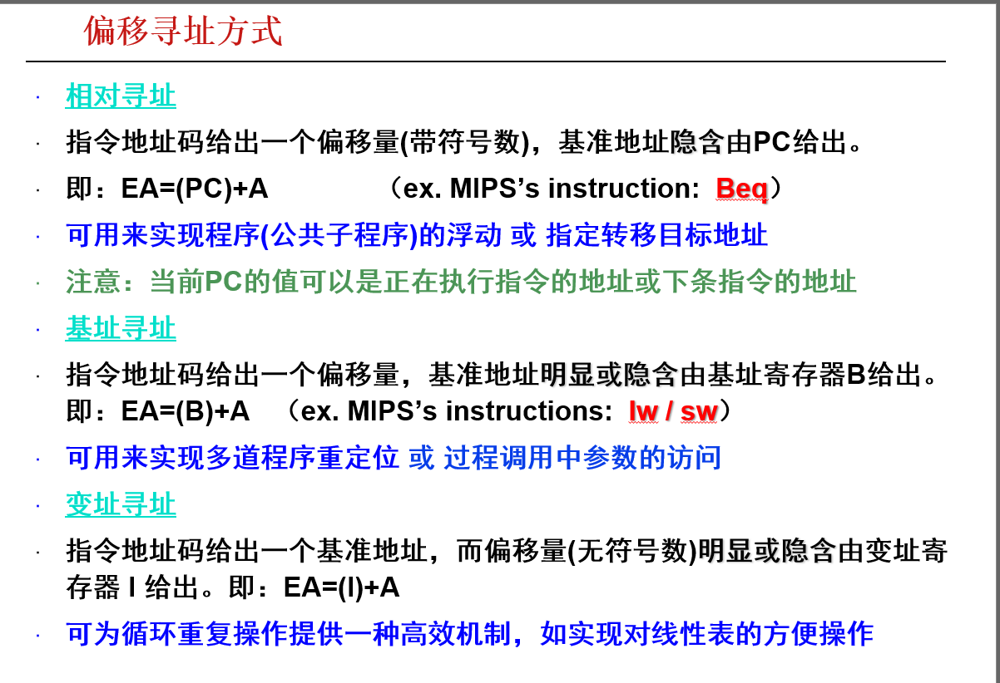 偏移寻址方式
· 相对寻址
· 指令地址码给出一个偏移量(带符号数)，基准地址隐含由PC给出。
· 即：EA=(PC)+A （ex. MIPS’s instruction: Beq）
· 可用来实现程序(公共子程序)的浮动 或 指定转移目标地址
· 注意：当前PC的值可以是正在执行指令的地址或下条指令的地址
· 基址寻址
· 指令地址码给出一个偏移量，基准地址明显或隐含由基址寄存器B给出。
即：EA=(B)+A （ex. MIPS’s instructions: lw / sw）
· 可用来实现多道程序重定位 或 过程调用中参数的访问
· 变址寻址
· 指令地址码给出一个基准地址，而偏移量(无符号数)明显或隐含由变址寄
存器 I 给出。即：EA=(I)+A
· 可为循环重复操作提供一种高效机制，如实现对线性表的方便操作